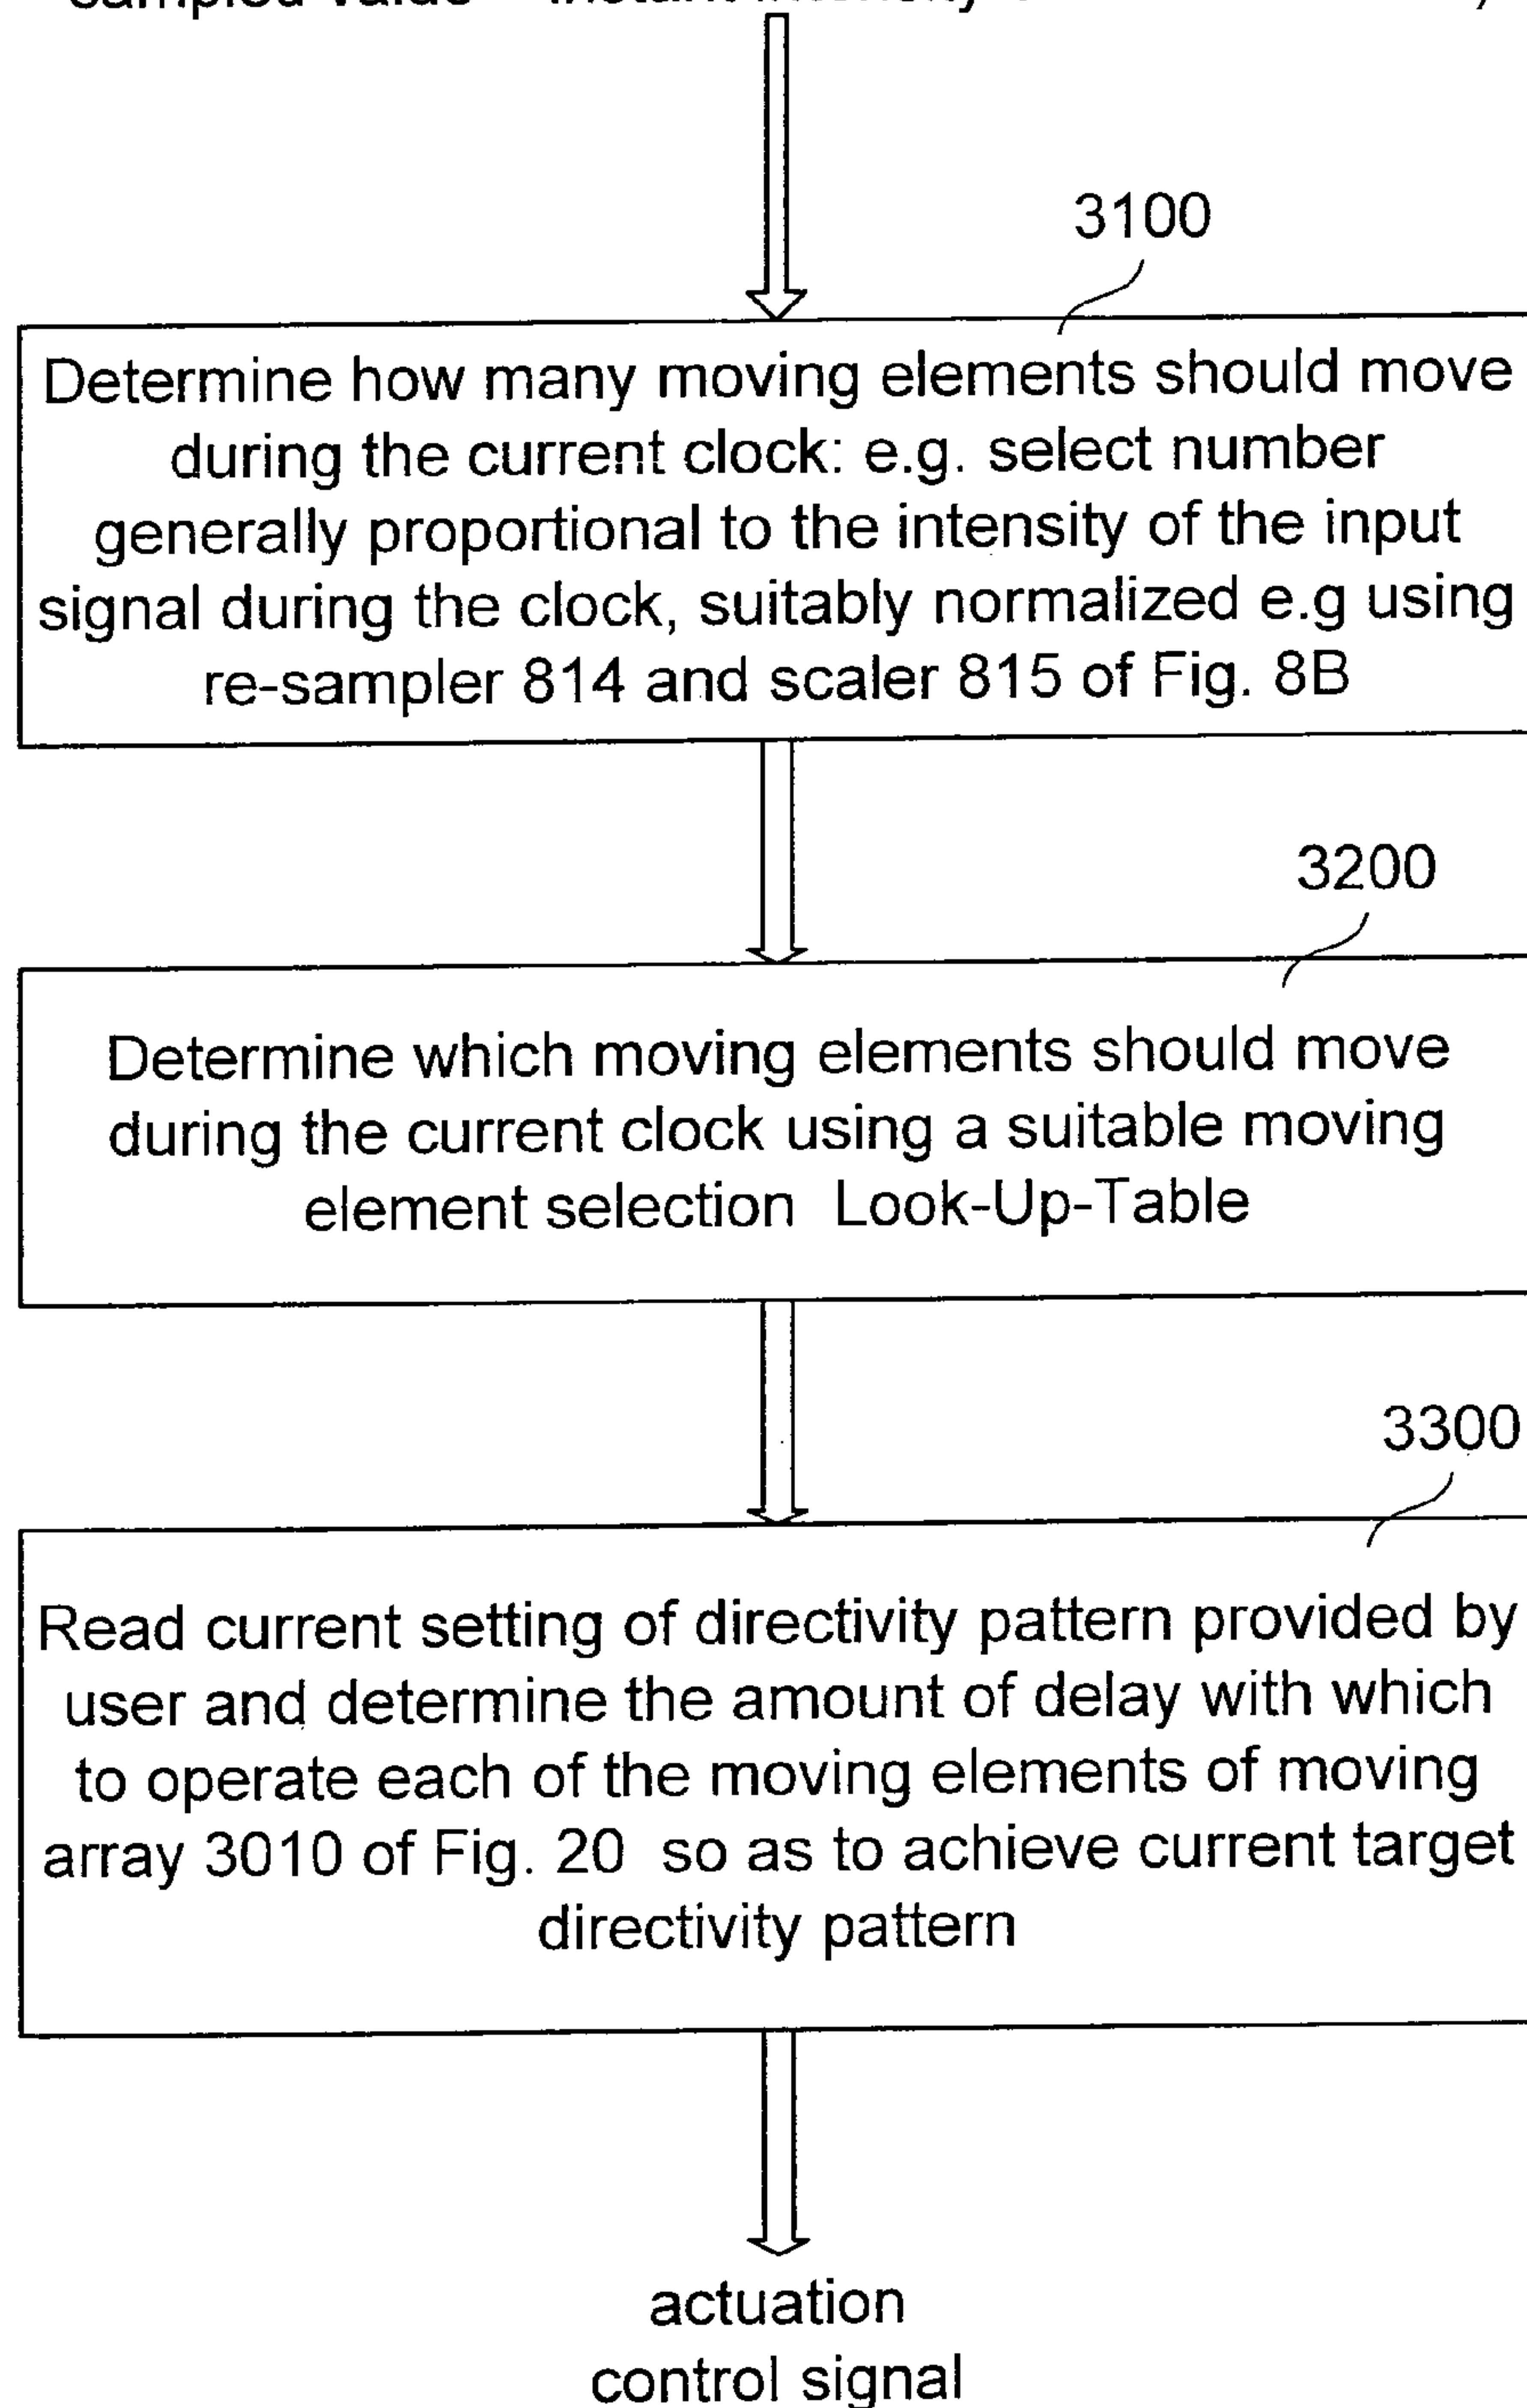 sampled value instant intensity
3100
Determine how many moving elements should move
during the current clock: e.g. select number
generally proportional to the intensity of the input
signal during the clock, suitably normalized e.g using
re-sampler 814 and scaler 815 of Fig. 8B
3200
Determine which moving elements should move
during the current clock using a suitable moving
element selection Look-Up-Table
3300
Read current setting of directivity pattern provided by
user and determine the amount of delay with which
to operate each of the moving elements of moving
array 3010 of Fig. 20 so as to achieve current target
directivity pattern
actuation
control signal